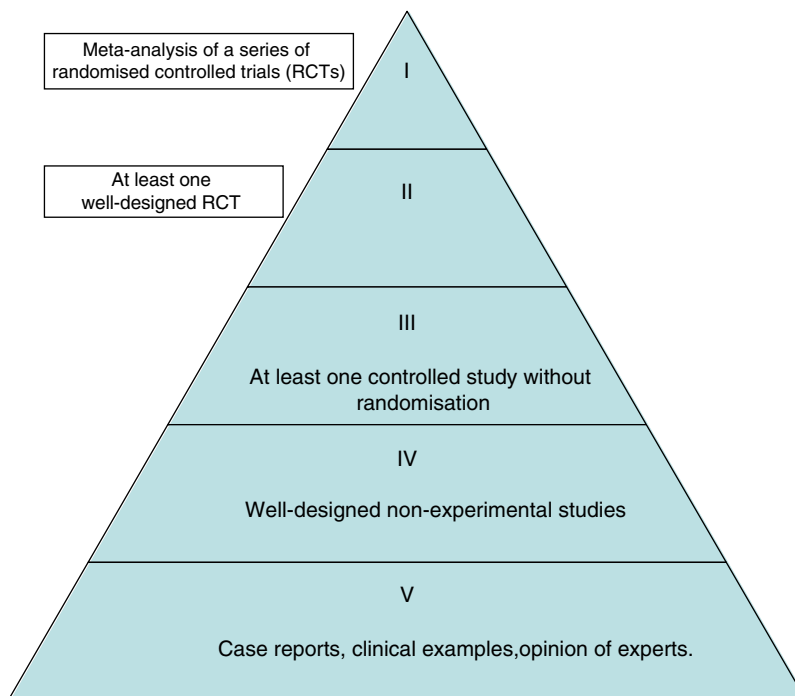 Meta-analysis of a series of
randomised controlled trials (RCTs)
I
At least one
well-designed RCT
II
III
At least one controlled study without
randomisation
IV
Well-designed non-experimental studies
V
Case reports, clinical examples,opinion of experts.